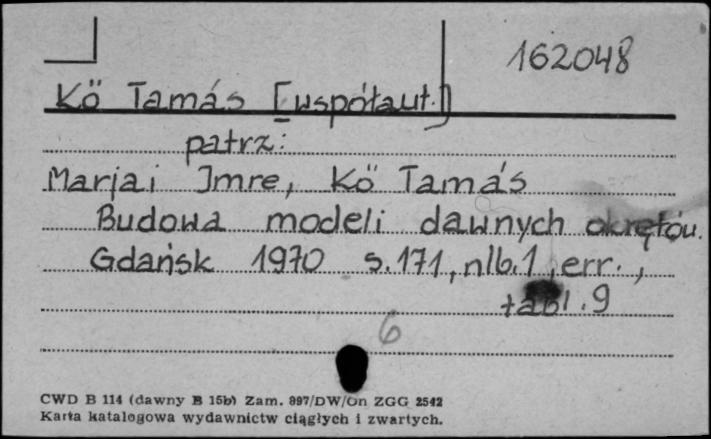 162048
Kö Tamás [współaut.]
patrz:
Marjai Imre, Kö Tamás
Budowa modeli dawnych okrętów.
Gdańsk 1970 s. 171, nlb. 1, err.,
tabl. 9
6
CWD B 114 (dawny B 15b) Zam. 897/DW/On ZGG 2542
Karta katalogowa wydawnictw ciągłych i zwartych.